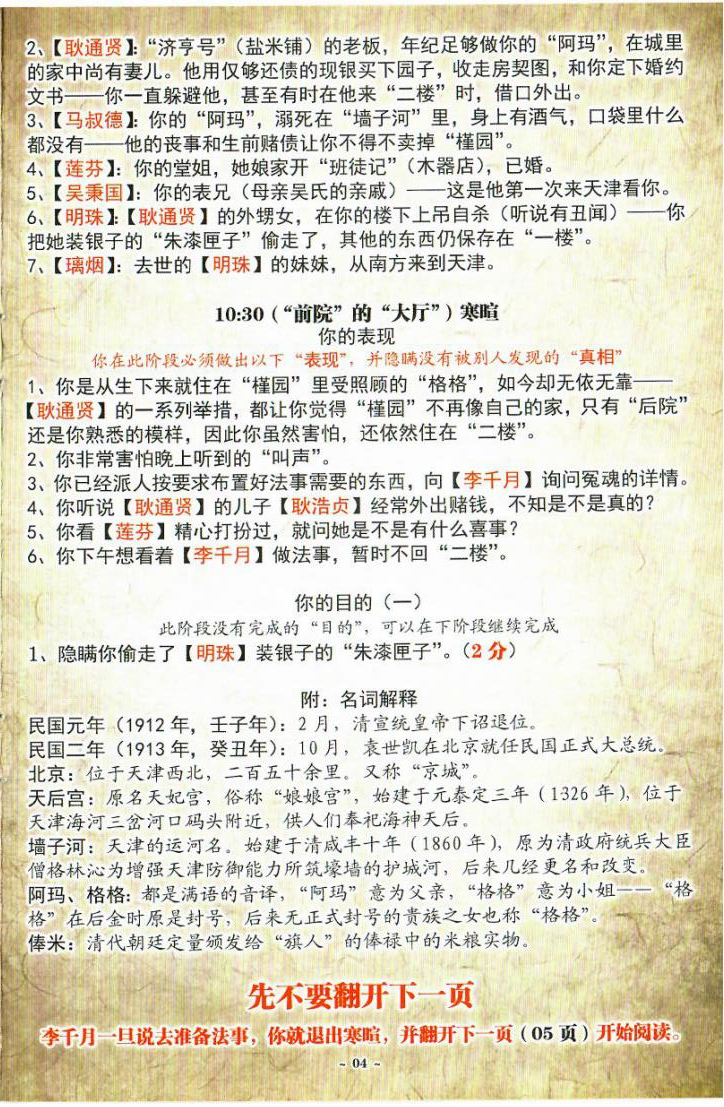 2、【耿通贤】：“济亨号”（盐米铺）的老板，年纪足够做你的“阿玛”，在城里
的家中尚有妻儿。他用仅够还债的现银买下园子，收走房契图，和你定下婚约
文书——你一直躲避他，甚至有时在他来“二楼”时，借口外出。
3、【马叔德】：你的“阿玛”，溺死在“墙子河”里，身上有酒气，口袋里什么
都没有——他的丧事和生前赌债让你不得不卖掉“槿园”。
4、【莲芬】：你的堂姐，她娘家开“班徒记”（木器店），已婚。
5、【吴秉国】：你的表兄（母亲吴氏的亲戚）——这是他第一次来天津看你。
6、【明珠】：【耿通贤】的外甥女，在你的楼下上吊自杀（听说有丑闻）——你
把她装银子的“朱漆匣子”偷走了，其他的东西仍保存在“一楼”。
7、【璃烟】：去世的【明珠】的妹妹，从南方来到天津。
10:30（“前院”的“大厅”）寒暄
你的表现
你在此阶段必须做出以下“表现”，并隐瞒没有被别人发现的“真相”
1、你是从生下来就住在“槿园”里受照顾的“格格”，如今却无依无靠——
【耿通贤】的一系列举措，都让你觉得“槿园”不再像自己的家，只有“后院”
还是你熟悉的模样，因此你虽然害怕，还依然住在“二楼”。
2、你非常害怕晚上听到的“叫声”。
3、你已经派人按要求布置好法事需要的东西，向【李千月】询问冤魂的详情。
4、你听说【耿通贤】的儿子【耿浩贞】经常外出赌钱，不知是不是真的？
5、你看【莲芬】精心打扮过，就问她是不是有什么喜事？
6、你下午想看着【李千月】做法事，暂时不回“二楼”。
你的目的（一）
此阶段没有完成的“目的”，可以在下阶段继续完成
1、隐瞒你偷走了【明珠】装银子的“朱漆匣子”。（2 分）
附：名词解释
民国元年（1912 年，壬子年）：2 月，清宣统皇帝下诏退位。
民国二年（1913 年，癸丑年）：10 月，袁世凯在北京就任民国正式大总统。
北京：位于天津西北，二百五十余里。又称“京城”。
天后宫：原名天妃宫，俗称“娘娘宫”，始建于元泰定三年（1326 年），位于
天津海河三岔河口码头附近，供人们奉祀海神天后。
墙子河：天津的运河名。始建于清咸丰十年（1860 年），原为清政府统兵大臣
僧格林沁为增强天津防御能力所筑壕墙的护城河，后来几经更名和改变。
阿玛、格格：都是满语的音译，“阿玛”意为父亲，“格格”意为小姐——“格
格”在后金时原是封号，后来无正式封号的贵族之女也称“格格”。
俸米：清代朝廷定量颁发给“旗人”的俸禄中的米粮实物。
先不要翻开下一页
李千月一旦说去准备法事，你就退出寒暄，并翻开下一页（05 页）开始阅读。
~ 04 ~